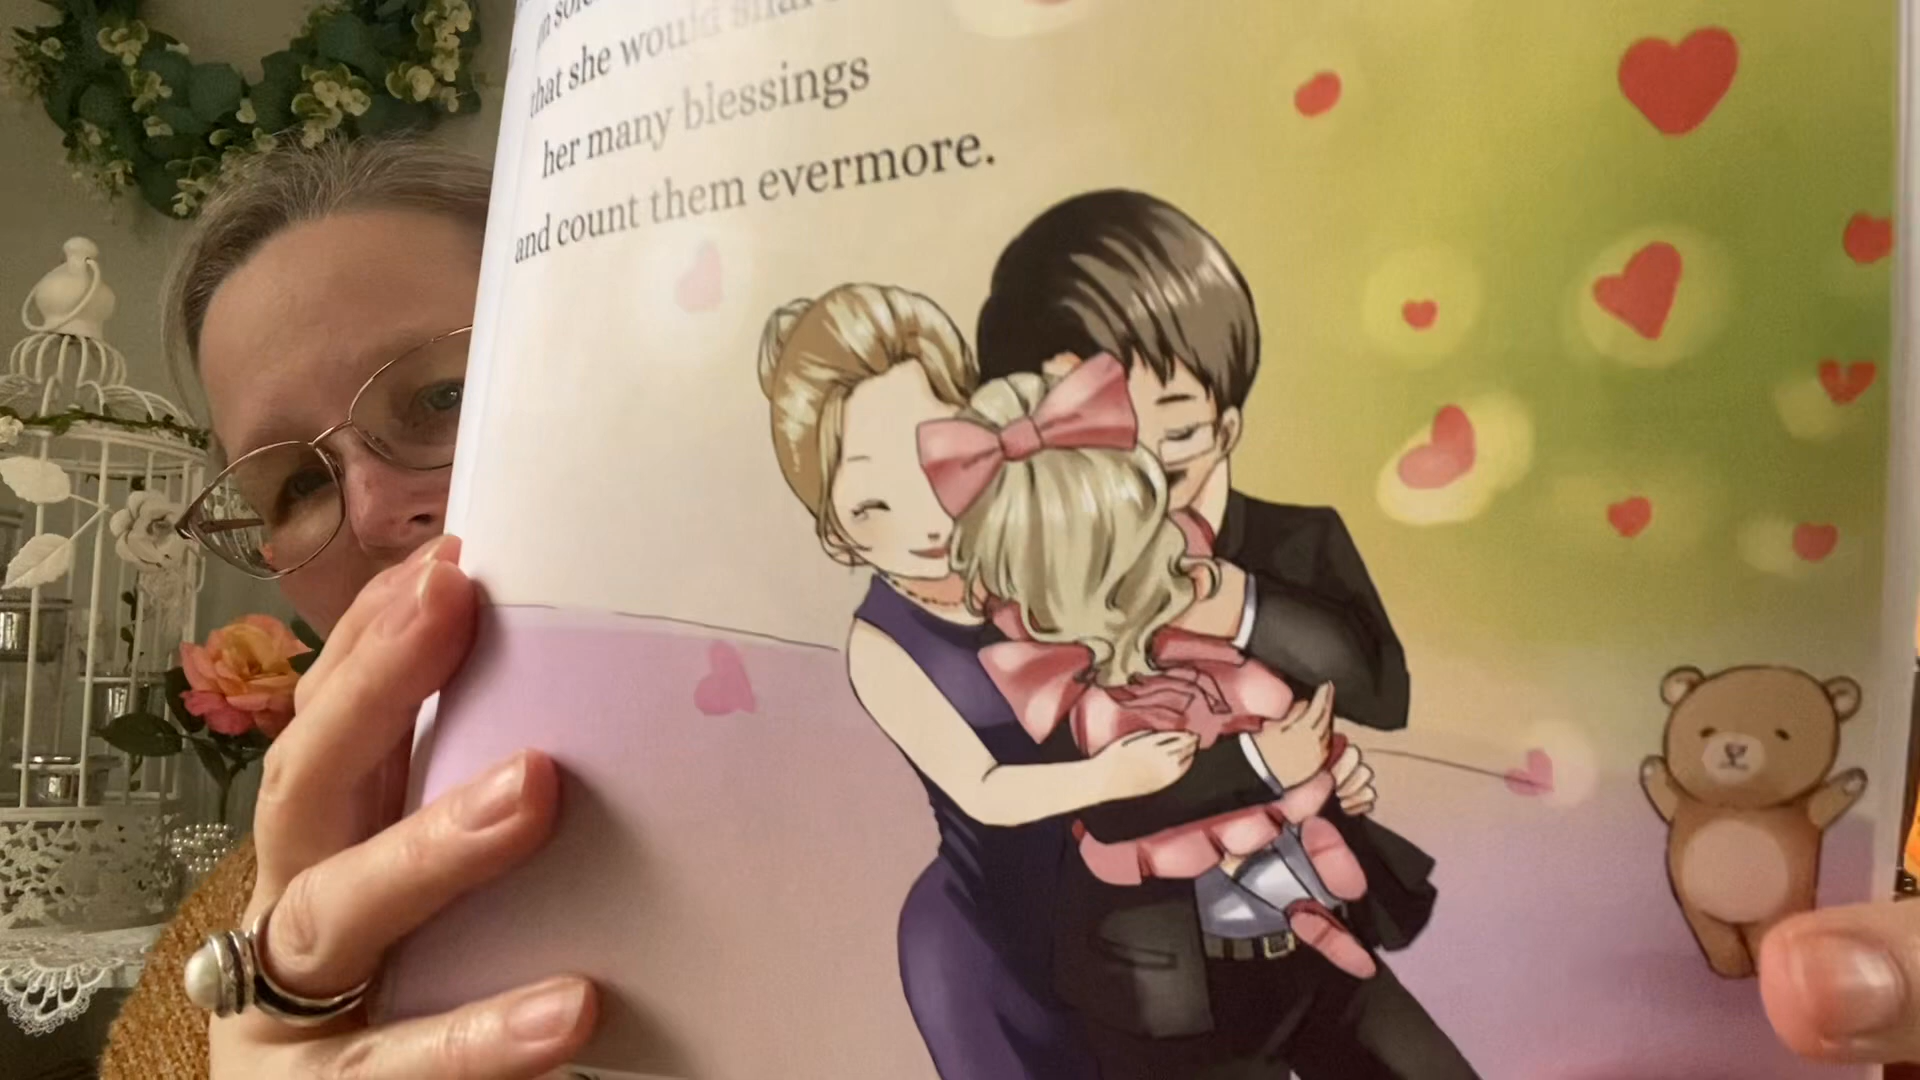 that she would
her many blessings
and count them evermore.